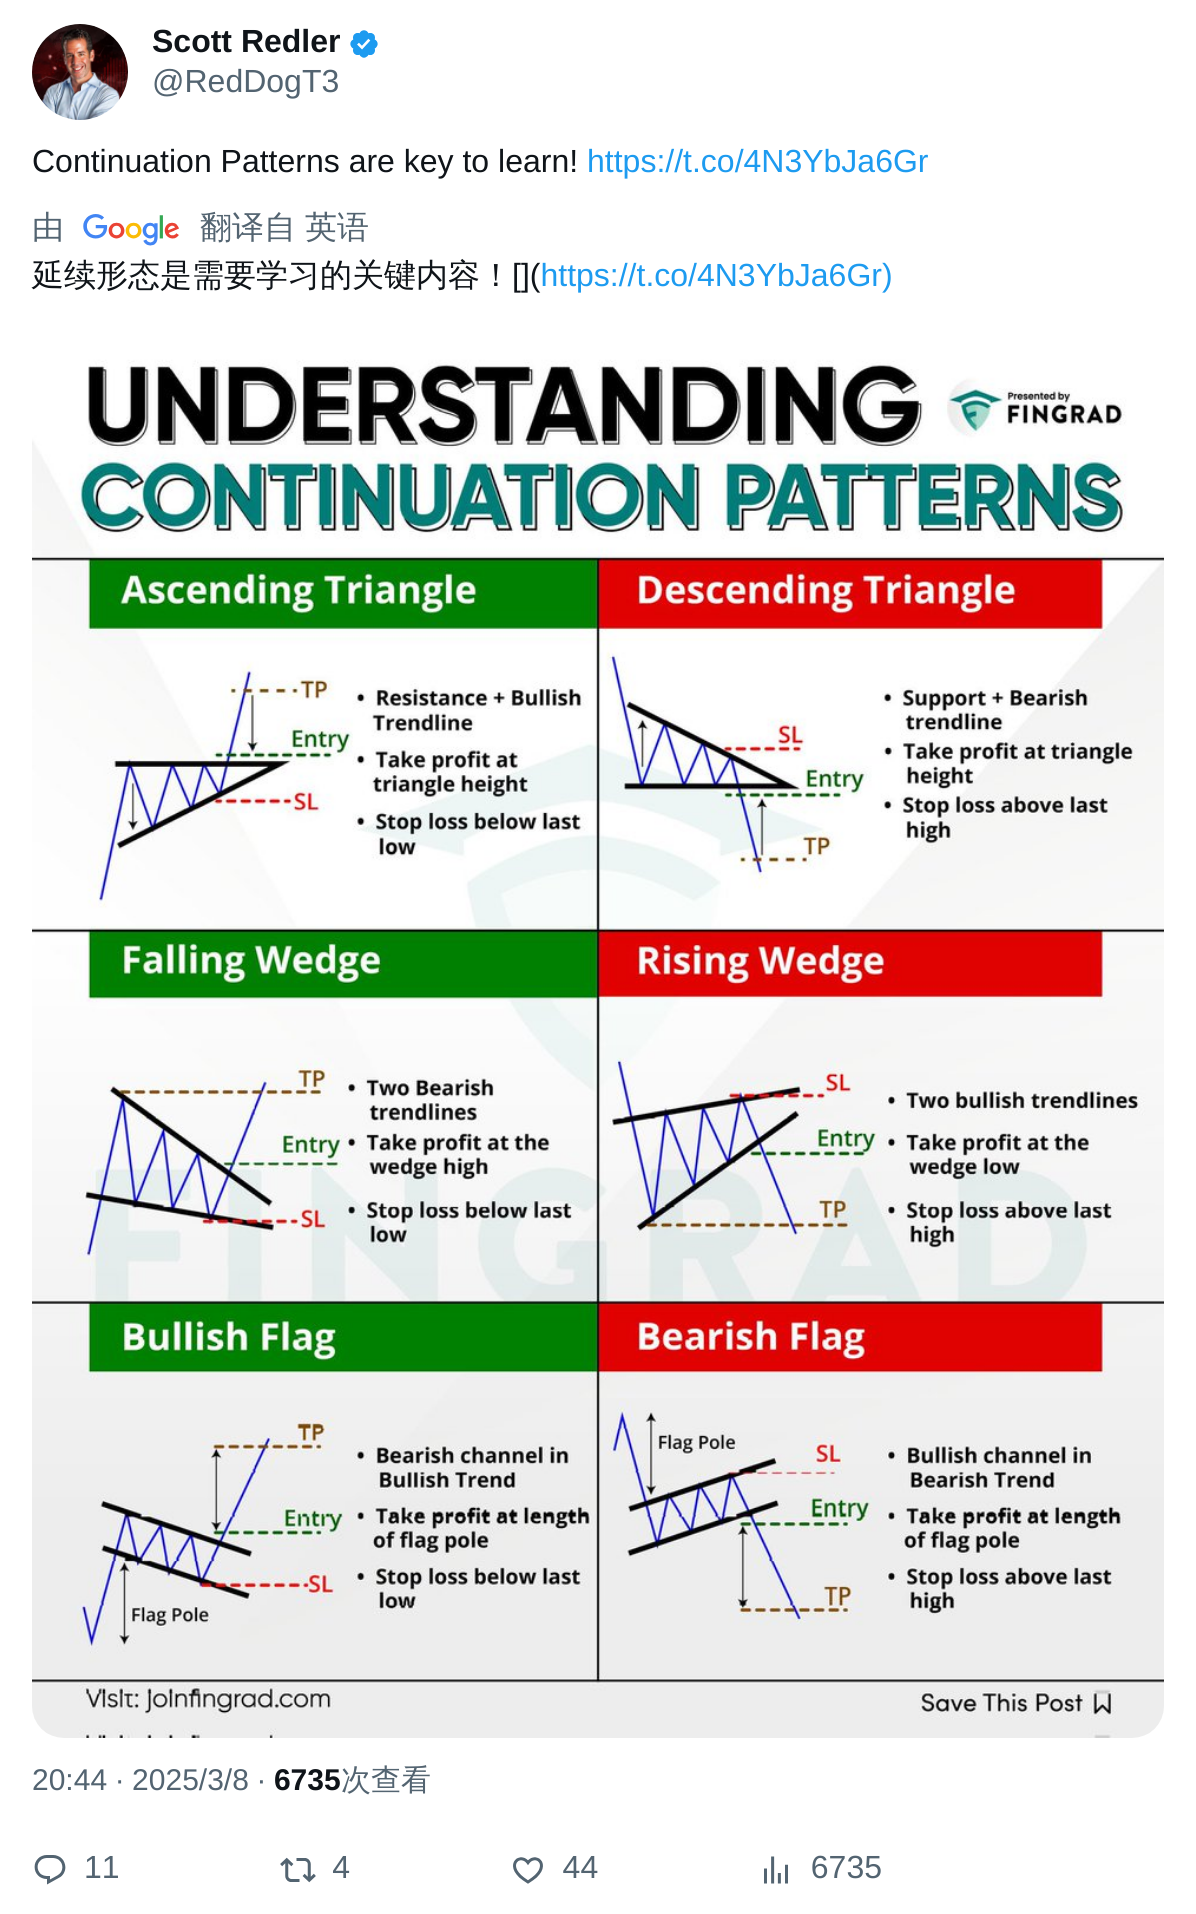 Scott Redler
@RedDogT3
Continuation Patterns are key to learn! https://t.co/4N3YbJa6Gr
由 Google 翻译自 英语
延续形态是需要学习的关键内容！[](https://t.co/4N3YbJa6Gr)
UNDERSTANDING
Presented by
FINGRAD
CONTINUATION PATTERNS
Ascending Triangle
TP
Entry
SL
• Resistance + Bullish
Trendline
• Take profit at
triangle height
• Stop loss below last
low
Descending Triangle
SL
Entry
TP
• Support + Bearish
trendline
• Take profit at triangle
height
• Stop loss above last
high
Falling Wedge
TP
Entry
SL
• Two Bearish
trendlines
• Take profit at the
wedge high
• Stop loss below last
low
Rising Wedge
SL
Entry
TP
• Two bullish trendlines
• Take profit at the
wedge low
• Stop loss above last
high
FINGRAD
Bullish Flag
TP
Entry
SL
Flag Pole
• Bearish channel in
Bullish Trend
• Take profit at length
of flag pole
• Stop loss below last
low
Bearish Flag
Flag Pole
SL
Entry
TP
• Bullish channel in
Bearish Trend
• Take profit at length
of flag pole
• Stop loss above last
high
Visit: joinfingrad.com
Save This Post
20:44 · 2025/3/8 · 6735次查看
11
4
44
6735